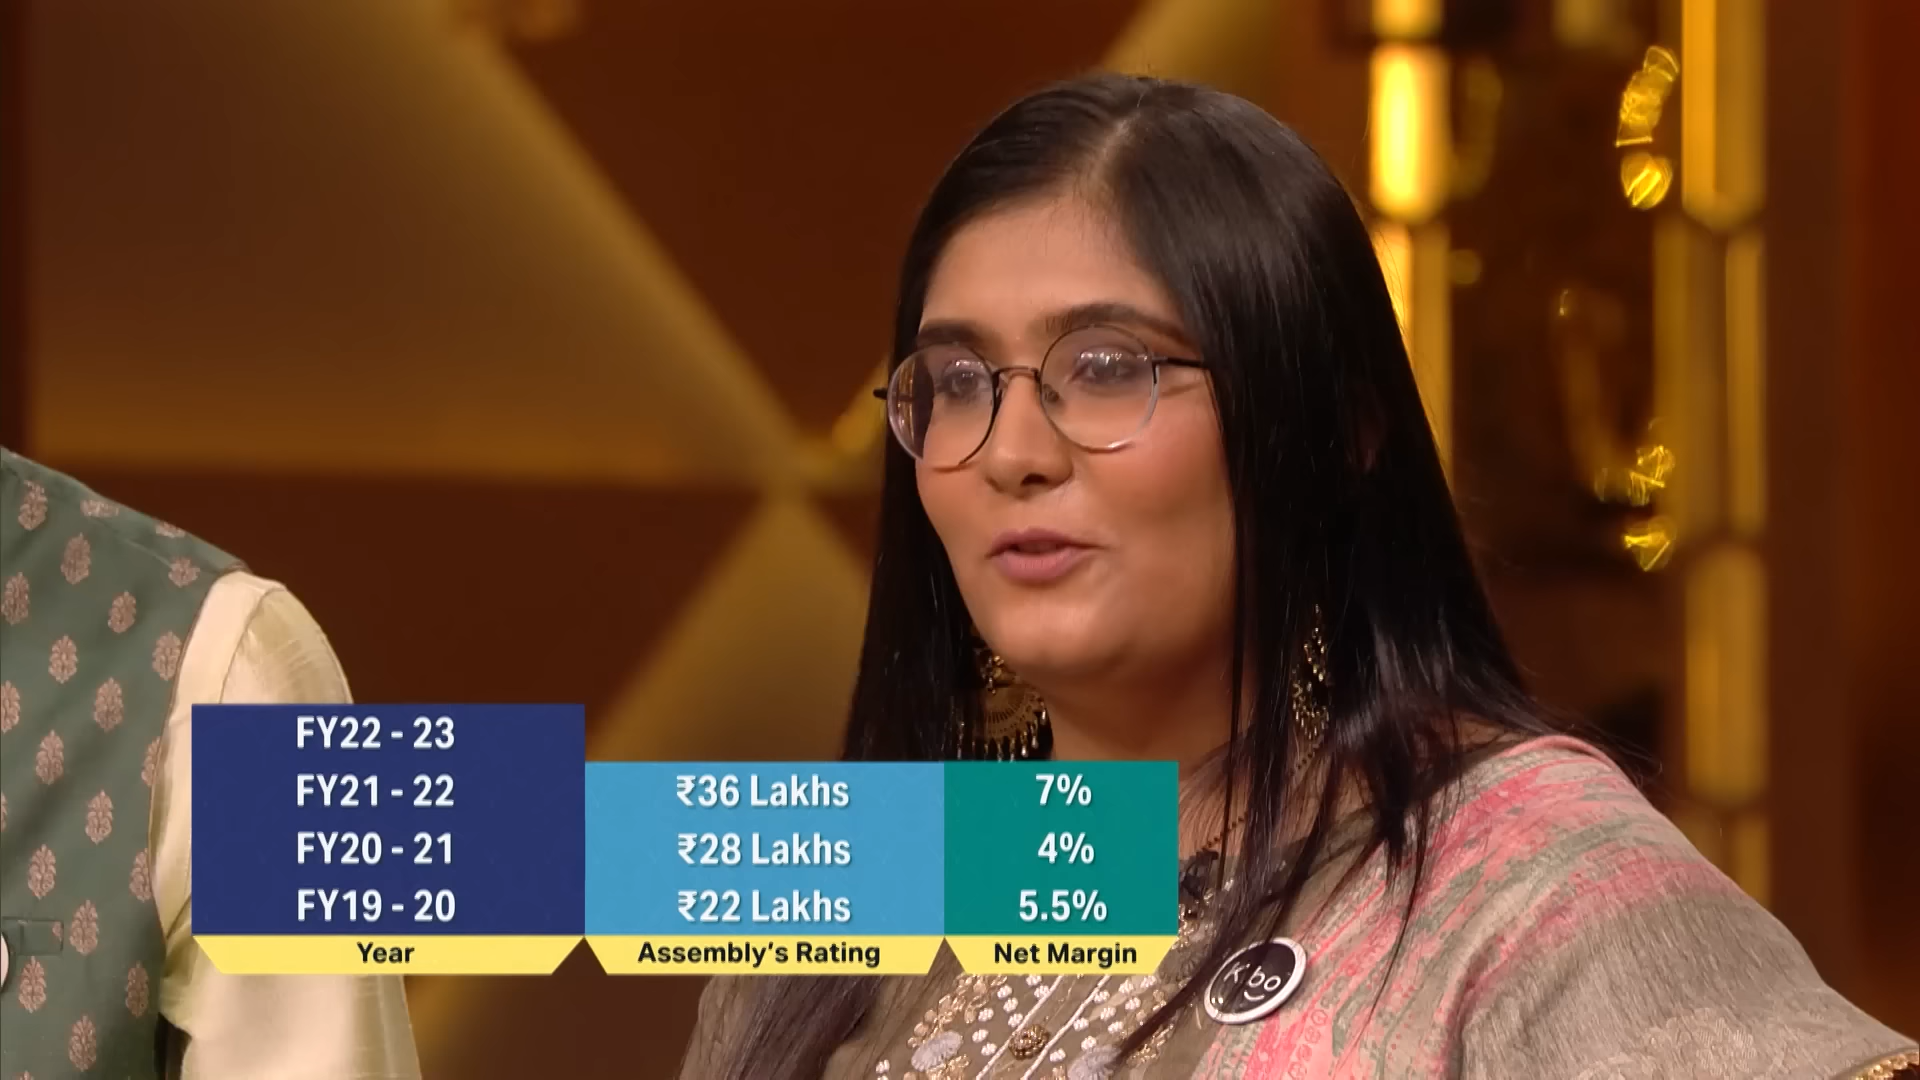 FY22 - 23
FY21 - 22 ₹36 Lakhs 7%
FY20 - 21 ₹28 Lakhs 4%
FY19 - 20 ₹22 Lakhs 5.5%
Year Assembly's Rating Net Margin
Kibo